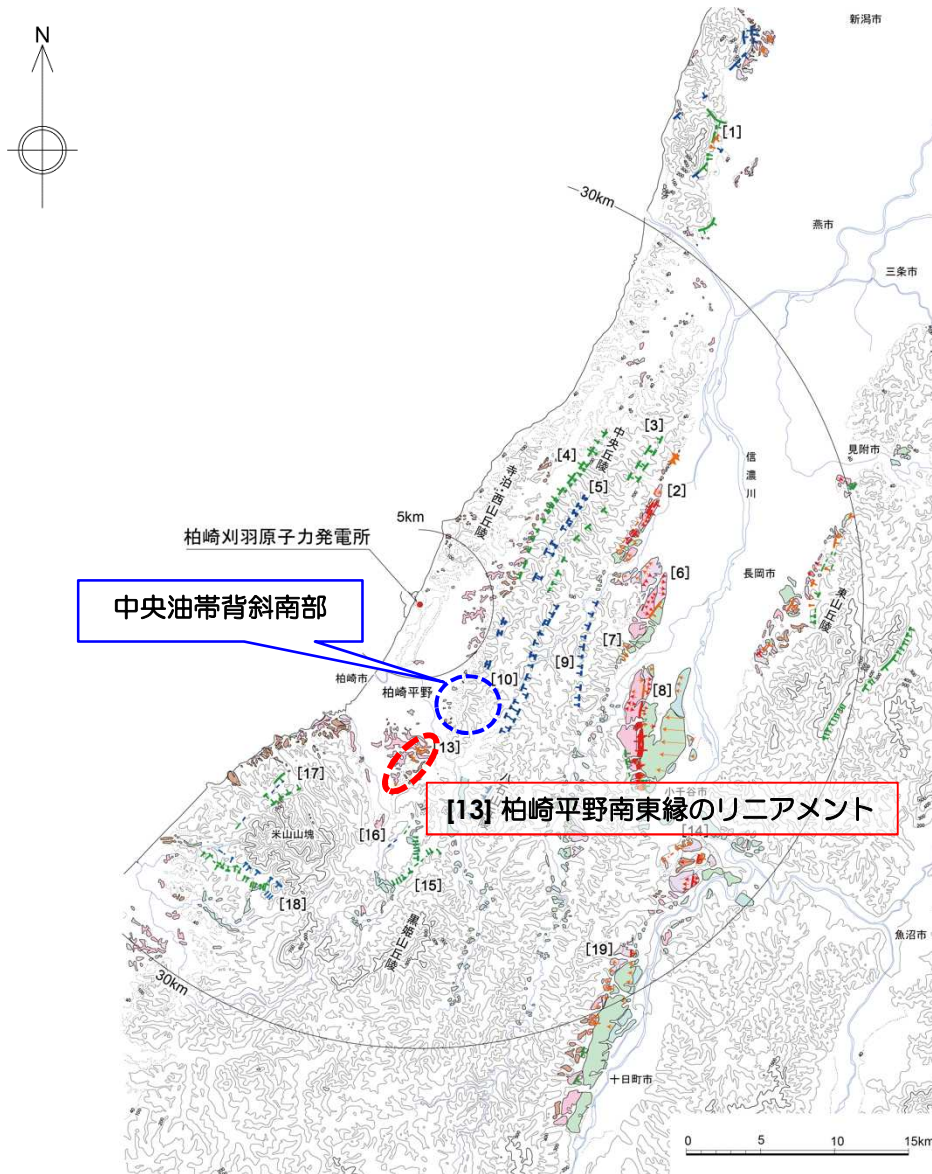 N
新潟市
[1]
30km
燕市
三条市
[3]
中央丘陵
見附市
[4]
寺泊・西山丘陵
[5]
信濃川
[2]
5km
柏崎刈羽原子力発電所
[6]
長岡市
東山丘陵
中央油帯背斜南部
[7]
[9]
柏崎市
[10]
柏崎平野
[8]
[13]
[17]
小千谷市
[13] 柏崎平野南東縁のリニアメント
米山山塊
[16]
[14]
[15]
[18]
黒姫山丘陵
魚沼市
[19]
30km
十日町市
0 5 10 15km